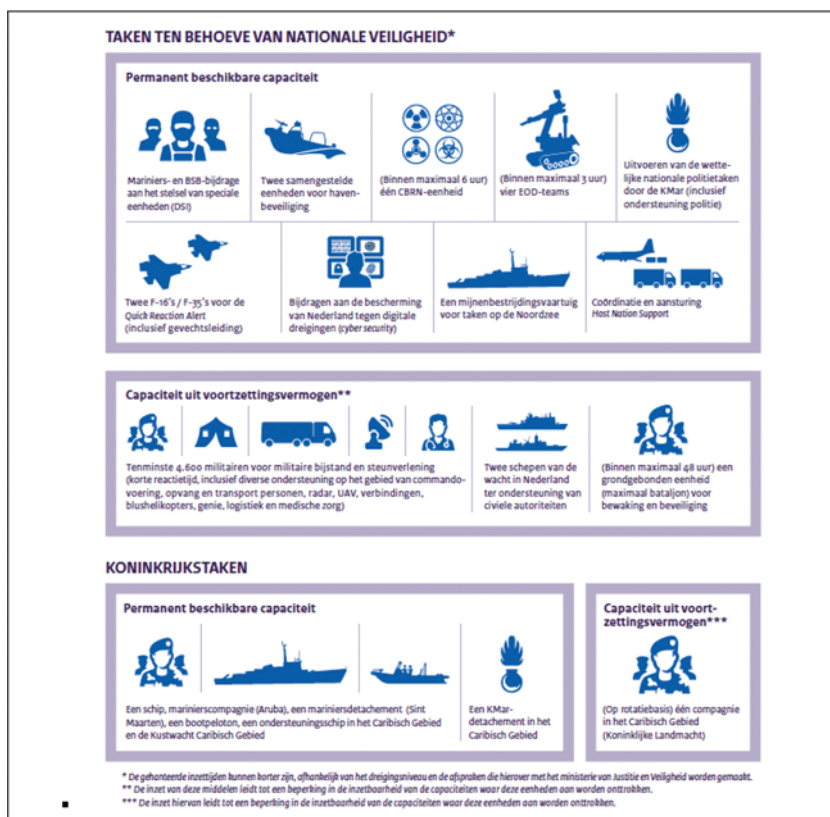 TAKEN TEN BEHOEVE VAN NATIONALE VEILIGHEID*
Permanent beschikbare capaciteit
Mariniers- en BSB-bijdrage
aan het stelsel van speciale
eenheden (DSI)
Twee samengestelde
eenheden voor haven-
beveiliging
(Binnen maximaal 6 uur)
één CBRN-eenheid
(Binnen maximaal 3 uur)
vier EOD-teams
Uitvoeren van de wette-
lijke nationale politietaken
door de KMar (inclusief
ondersteuning politie)
Twee F-16's / F-35's voor de
Quick Reaction Alert
(inclusief gevechtsleiding)
Bijdragen aan de bescherming
van Nederland tegen digitale
dreigingen (cyber security)
Een mijnenbestrijdingsvaartuig
voor taken op de Noordzee
Coördinatie en aansturing
Host Nation Support
Capaciteit uit voortzettingsvermogen**
Tenminste 4.600 militairen voor militaire bijstand en steunverlening
(korte reactietijd, inclusief diverse ondersteuning op het gebied van commando-
voering, opvang en transport personen, radar, UAV, verbindingen,
blushelikopters, genie, logistiek en medische zorg)
Twee schepen van de
wacht in Nederland
ter ondersteuning van
civiele autoriteiten
(Binnen maximaal 48 uur) een
grondgebonden eenheid
(maximaal bataljon) voor
bewaking en beveiliging
KONINKRIJKSTAKEN
Permanent beschikbare capaciteit
Een schip, marinierscompagnie (Aruba), een mariniersdetachement (Sint
Maarten), een bootpeloton, een ondersteuningsschip in het Caribisch Gebied
en de Kustwacht Caribisch Gebied
Een KMar-
detachement in het
Caribisch Gebied
Capaciteit uit voort-
zettingsvermogen***
(Op rotatiebasis) één compagnie
in het Caribisch Gebied
(Koninklijke Landmacht)
* De gehanteerde inzettijden kunnen korter zijn, afhankelijk van het dreigingsniveau en de afspraken die hierover met het ministerie van Justitie en Veiligheid worden gemaakt.
** De inzet van deze middelen leidt tot een beperking in de inzetbaarheid van de capaciteiten waar deze eenheden aan worden onttrokken.
*** De inzet hiervan leidt tot een beperking in de inzetbaarheid van de capaciteiten waar deze eenheden aan worden onttrokken.